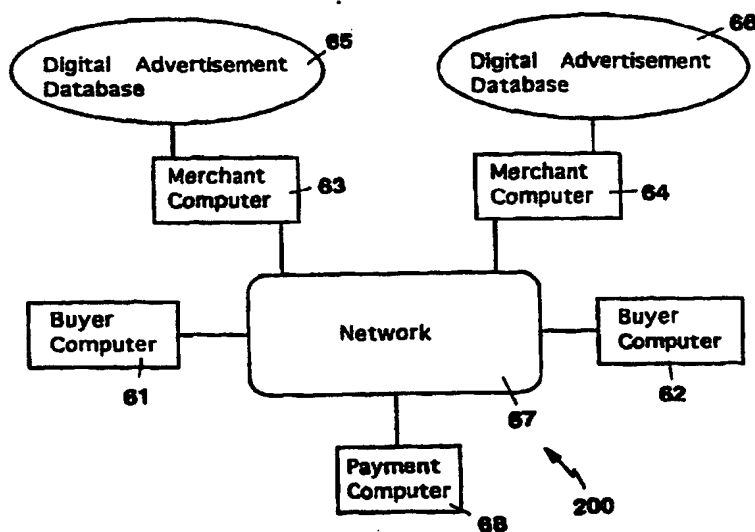 65
Digital Advertisement
Database
66
Digital Advertisement
Database
Merchant
Computer
63
Merchant
Computer
64
Buyer
Computer
61
Network
67
Buyer
Computer
62
Payment
Computer
68
200